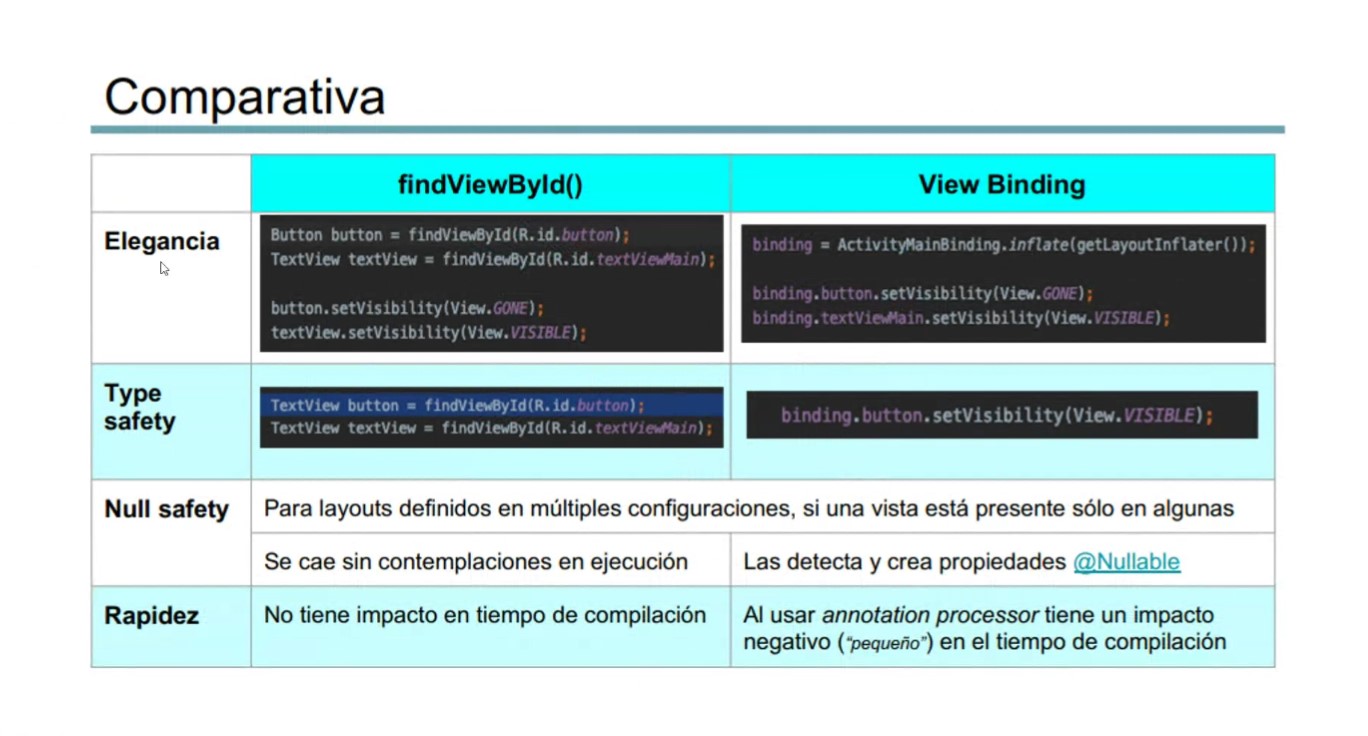 Comparativa
findViewById()
View Binding
Elegancia
Button button = findViewById(R.id.button);
TextView textView = findViewById(R.id.textViewMain);
button.setVisibility(View.GONE);
textView.setVisibility(View.VISIBLE);
binding = ActivityMainBinding.inflate(getLayoutInflater());
binding.button.setVisibility(View.GONE);
binding.textViewMain.setVisibility(View.VISIBLE);
Type
safety
TextView button = findViewById(R.id.button);
TextView textView = findViewById(R.id.textViewMain);
binding.button.setVisibility(View.VISIBLE);
Null safety
Para layouts definidos en múltiples configuraciones, si una vista está presente sólo en algunas
Se cae sin contemplaciones en ejecución
Las detecta y crea propiedades @Nullable
Rapidez
No tiene impacto en tiempo de compilación
Al usar annotation processor tiene un impacto
negativo (“pequeño”) en el tiempo de compilación